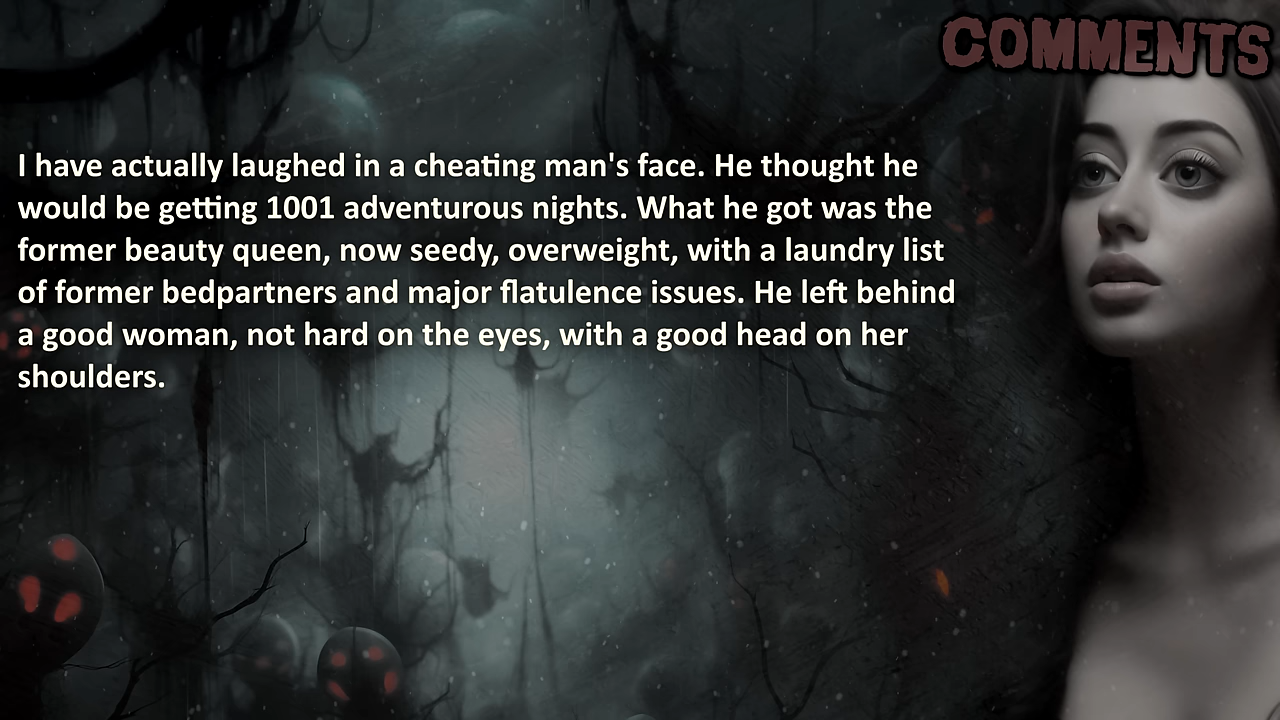 COMMENTS
I have actually laughed in a cheating man's face. He thought he
would be getting 1001 adventurous nights. What he got was the
former beauty queen, now seedy, overweight, with a laundry list
of former bedpartners and major flatulence issues. He left behind
a good woman, not hard on the eyes, with a good head on her
shoulders.